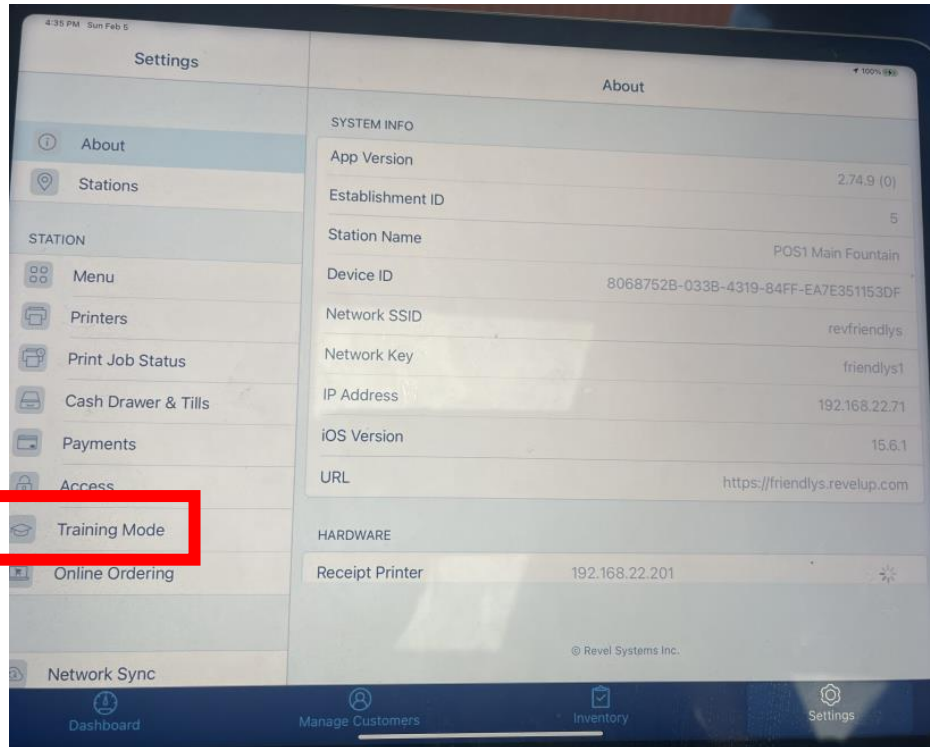 4:35 PM Sun Feb 5
100%
Settings
About
About
Stations
STATION
Menu
Printers
Print Job Status
Cash Drawer & Tills
Payments
Access
Training Mode
Online Ordering
Network Sync
SYSTEM INFO
App Version 2.74.9 (0)
Establishment ID 5
Station Name POS1 Main Fountain
Device ID 8068752B-033B-4319-84FF-EA7E351153DF
Network SSID revfriendlys
Network Key friendlys1
IP Address 192.168.22.71
iOS Version 15.6.1
URL https://friendlys.revelup.com
HARDWARE
Receipt Printer 192.168.22.201
© Revel Systems Inc.
Dashboard
Manage Customers
Inventory
Settings